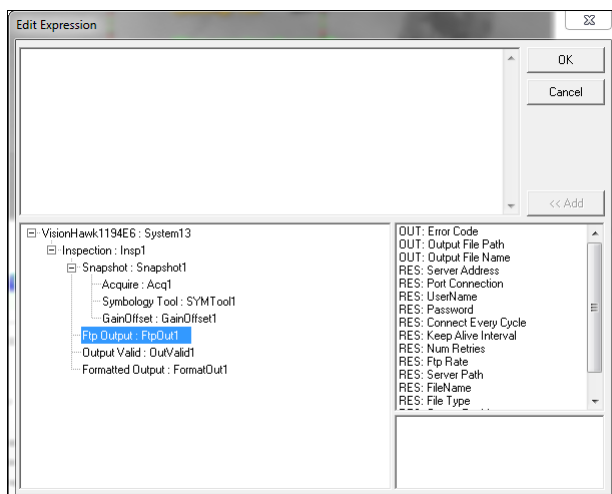 Edit Expression
OK
Cancel
<< Add
VisionHawk1194E6 : System13
Inspection : Insp1
Snapshot : Snapshot1
Acquire : Acq1
Symbology Tool : SYMTool1
GainOffset : GainOffset1
Ftp Output : FtpOut1
Output Valid : OutValid1
Formatted Output : FormatOut1
OUT: Error Code
OUT: Output File Path
OUT: Output File Name
RES: Server Address
RES: Port Connection
RES: UserName
RES: Password
RES: Connect Every Cycle
RES: Keep Alive Interval
RES: Num Retries
RES: Ftp Rate
RES: Server Path
RES: FileName
RES: File Type